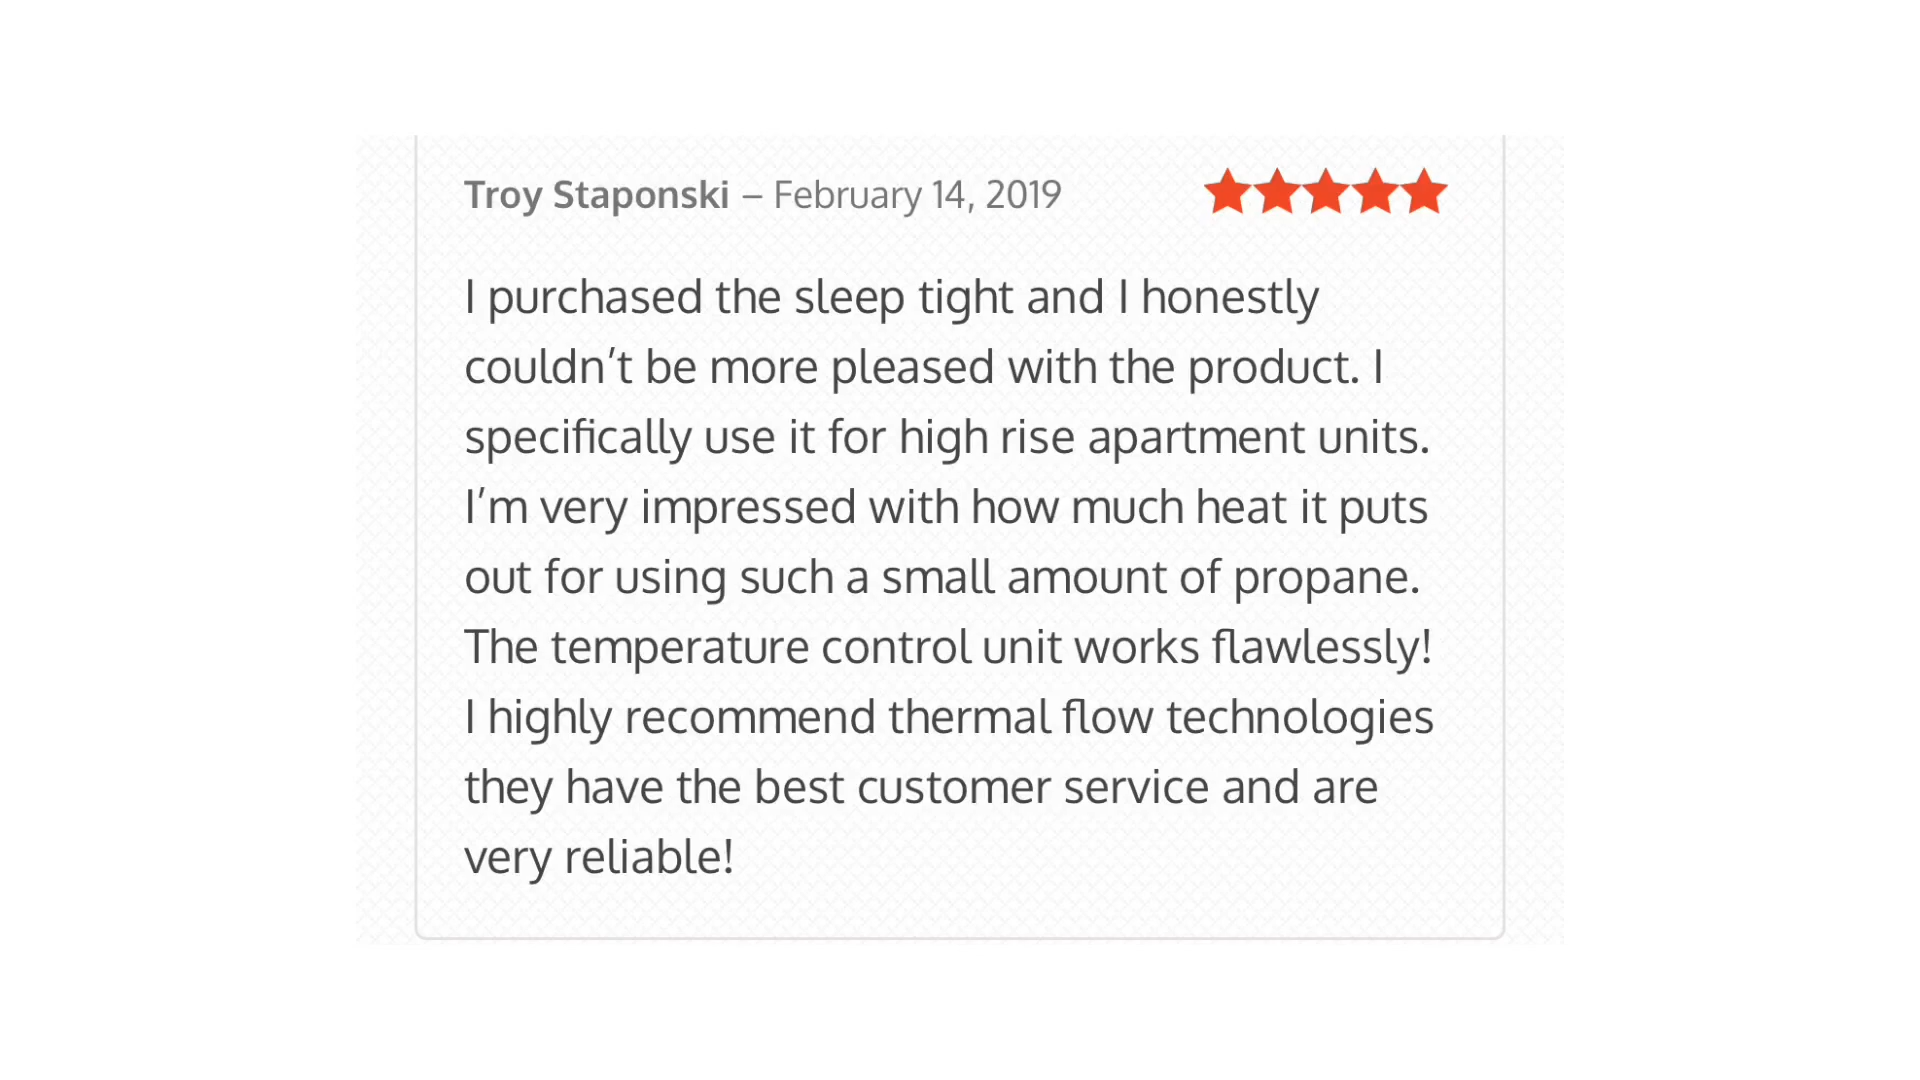 Troy Staponski – February 14, 2019
I purchased the sleep tight and I honestly
couldn’t be more pleased with the product. I
specifically use it for high rise apartment units.
I’m very impressed with how much heat it puts
out for using such a small amount of propane.
The temperature control unit works flawlessly!
I highly recommend thermal flow technologies
they have the best customer service and are
very reliable!